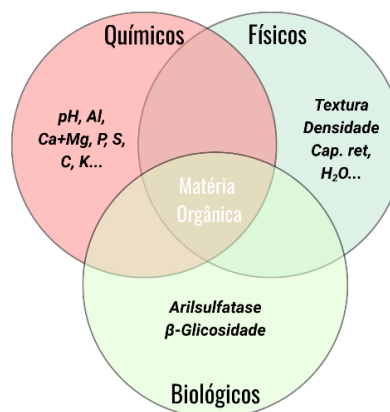 Químicos
Físicos
pH, Al,
Ca+Mg, P, S,
C, K...
Textura
Densidade
Cap. ret,
H₂O...
Matéria
Orgânica
Arilsulfatase
β-Glicosidade
Biológicos